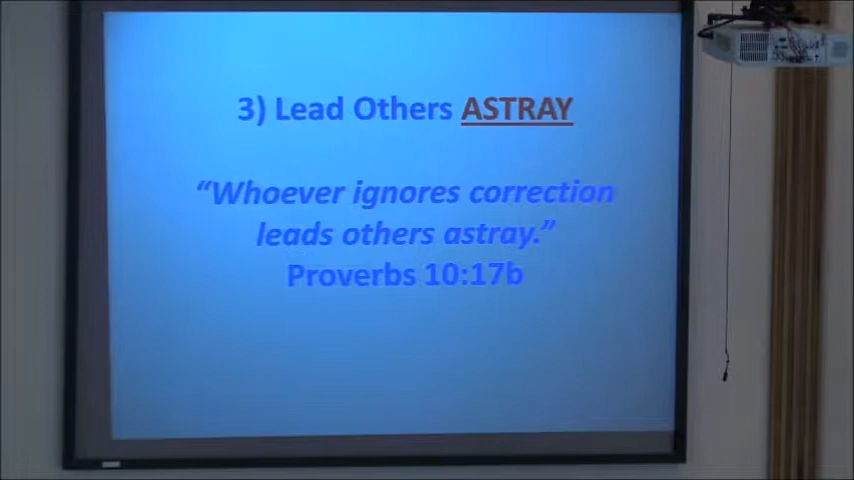 3) Lead Others ASTRAY
“Whoever ignores correction
leads others astray.”
Proverbs 10:17b